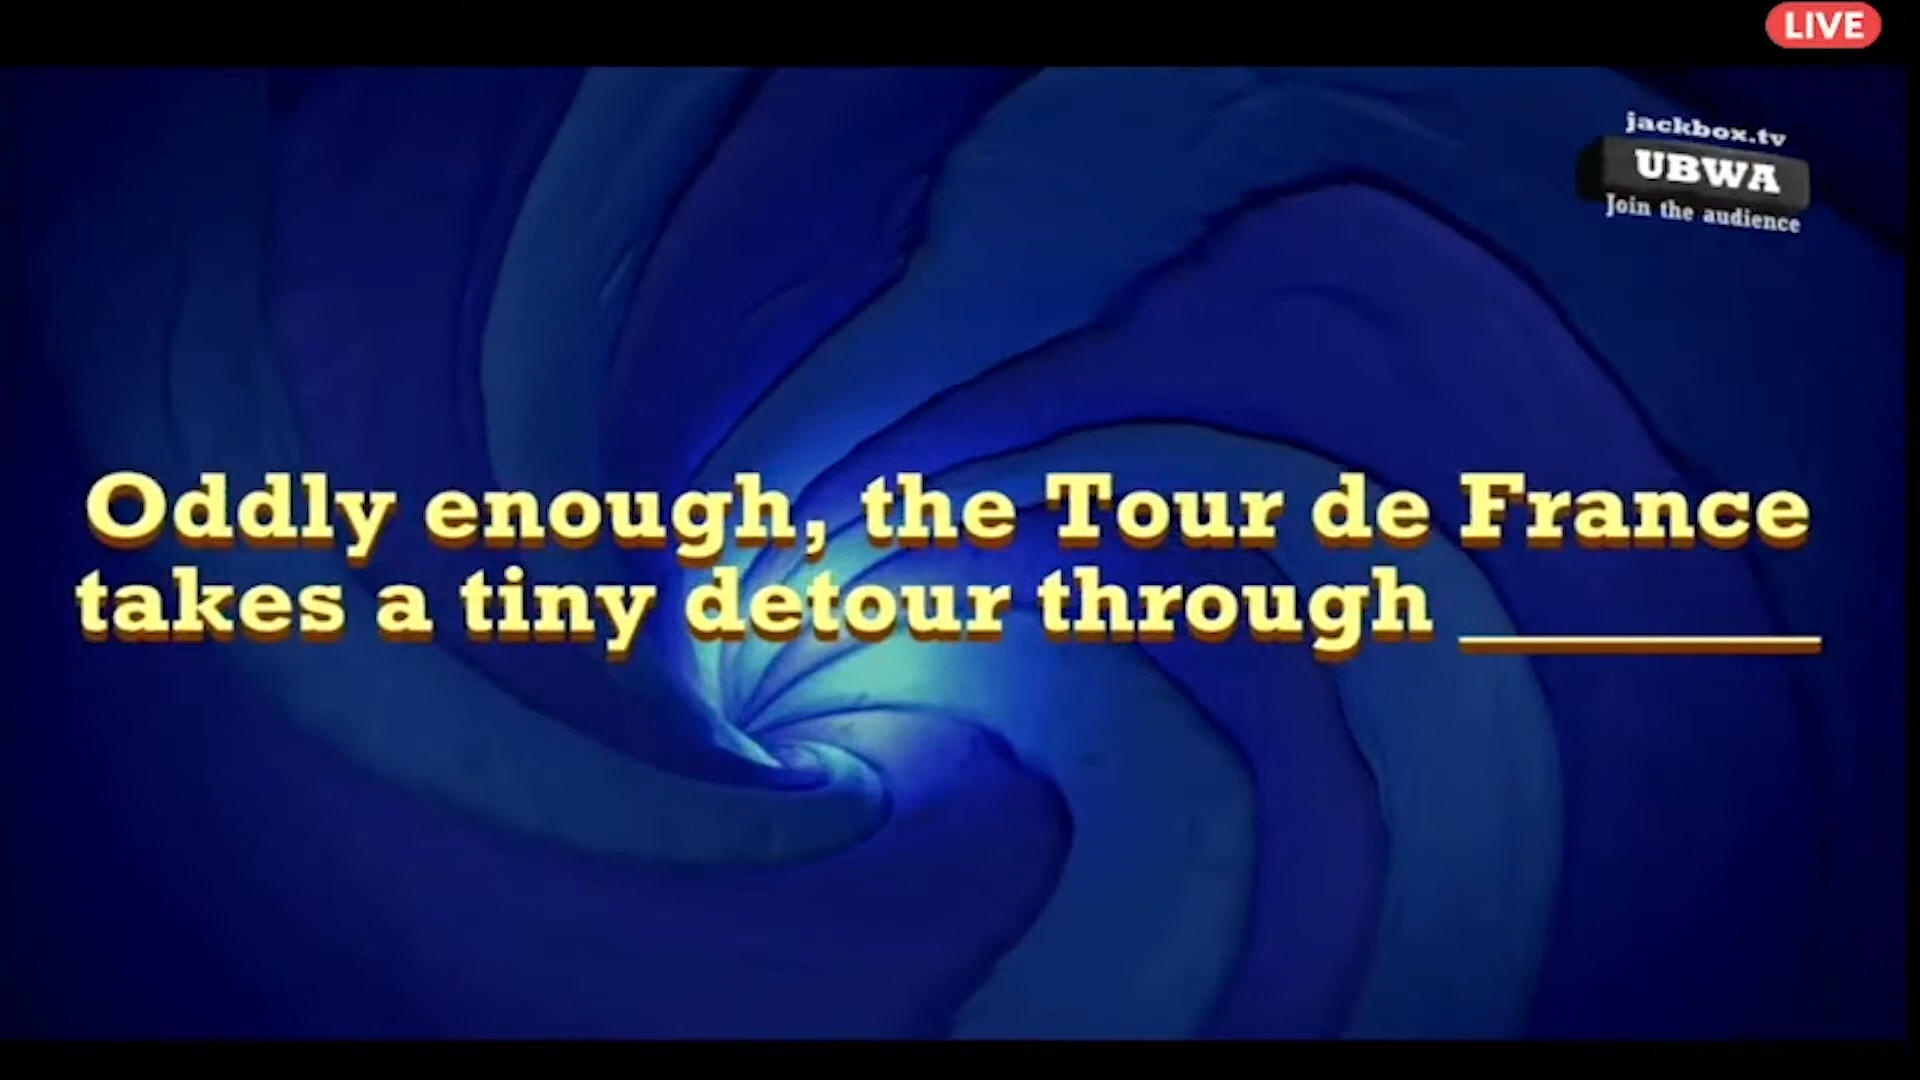 LIVE
jackbox.tv
UBWA
Join the audience
Oddly enough, the Tour de France
takes a tiny detour through ________